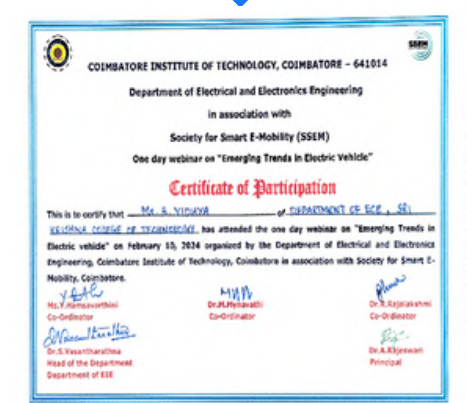 SSEM
COIMBATORE INSTITUTE OF TECHNOLOGY, COIMBATORE - 641014
Department of Electrical and Electronics Engineering
in association with
Society for Smart E-Mobility (SSEM)
One day webinar on "Emerging Trends in Electric Vehicle"
Certificate of Participation
This is to certify that Ms. S. VIDHYA of DEPARTMENT OF ECE, SRI
KRISHNA COLLEGE OF TECHNOLOGY, has attended the one day webinar on "Emerging Trends in
Electric vehicle" on February 10, 2024 organized by the Department of Electrical and Electronics
Engineering, Coimbatore Institute of Technology, Coimbatore in association with Society for Smart E-
Mobility, Coimbatore.
Ms.Y.Hamsavarthini Dr.M.Mynavathi Dr.R.Rajalakshmi
Co-Ordinator Co-Ordinator Co-Ordinator
Dr.S.Vasantharathna Dr.A.Rajeswari
Head of the Department Principal
Department of EEE